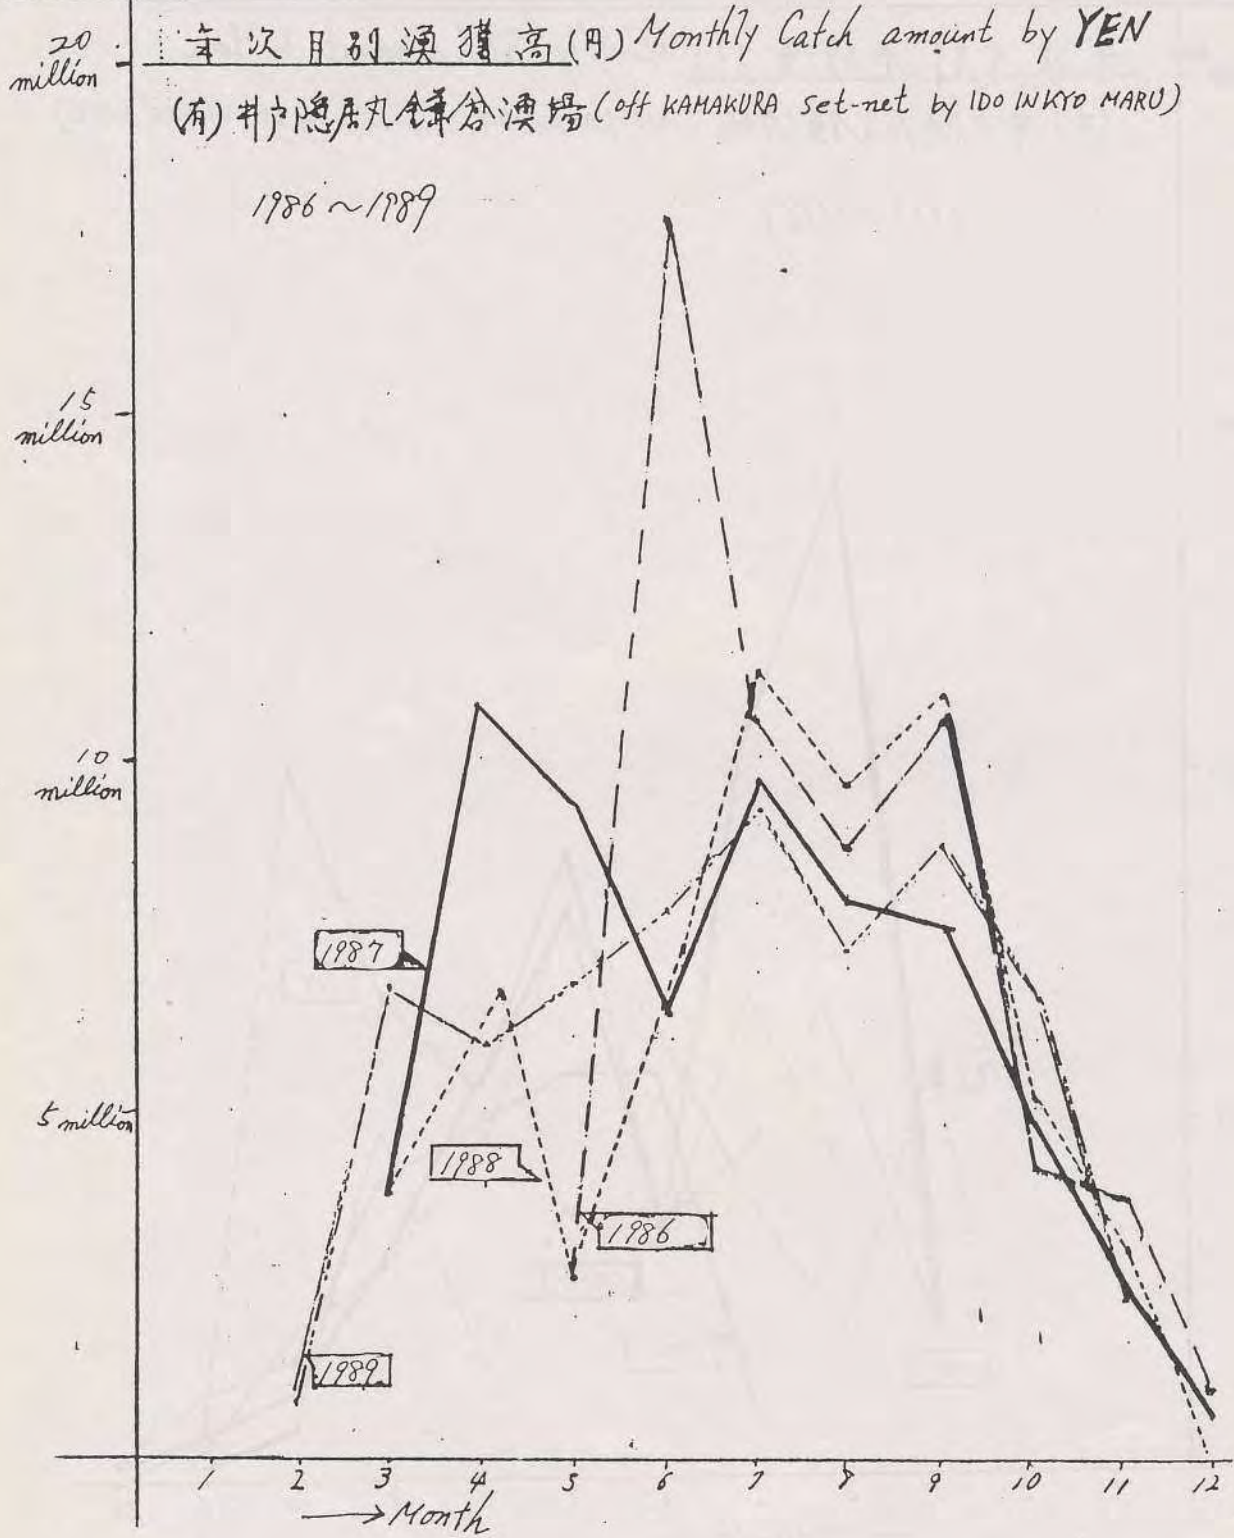 年次月別漁獲高(円) Monthly Catch amount by YEN
(有)井戸隠居丸鎌倉漁場 (off KAMAKURA set-net by IDO INKYO MARU)
1986～1989
20
million
15
million
10
million
5 million
1987
1988
1986
1989
1 2 3 4 5 6 7 8 9 10 11 12
Month